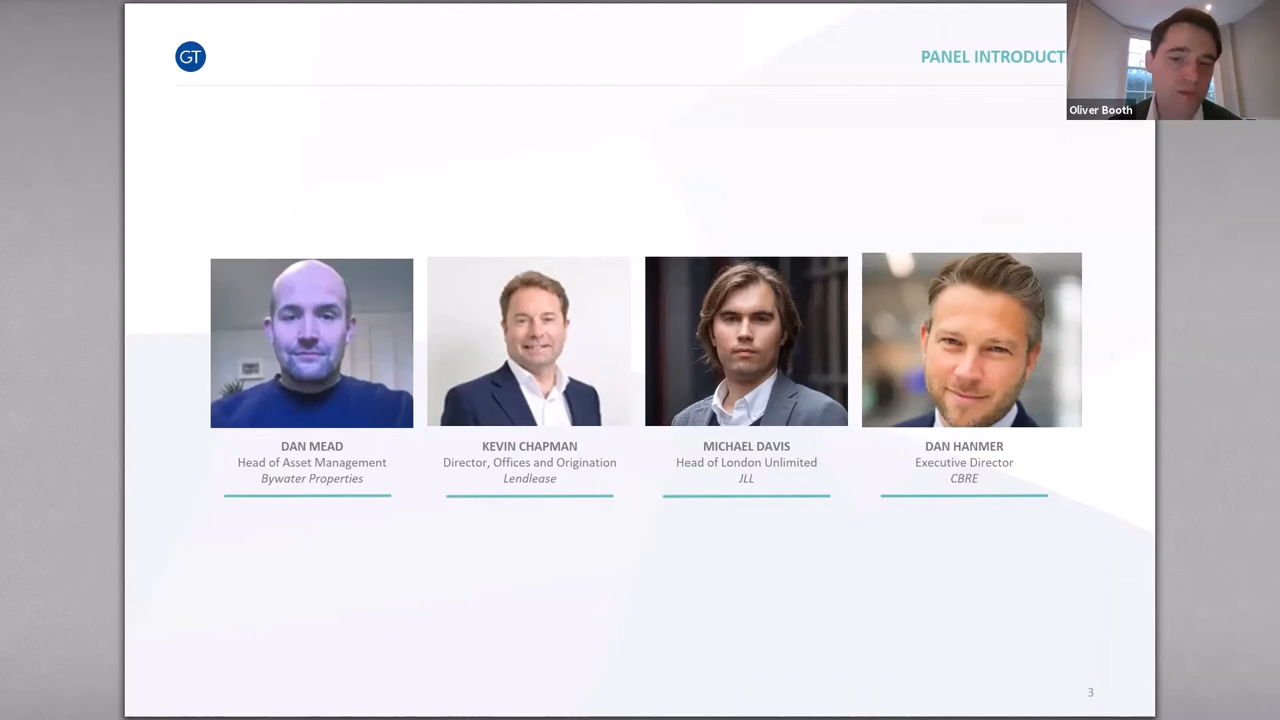 GT
PANEL INTRODUCT
Oliver Booth
DAN MEAD
Head of Asset Management
Bywater Properties
KEVIN CHAPMAN
Director, Offices and Origination
Lendlease
MICHAEL DAVIS
Head of London Unlimited
JLL
DAN HANMER
Executive Director
CBRE
3